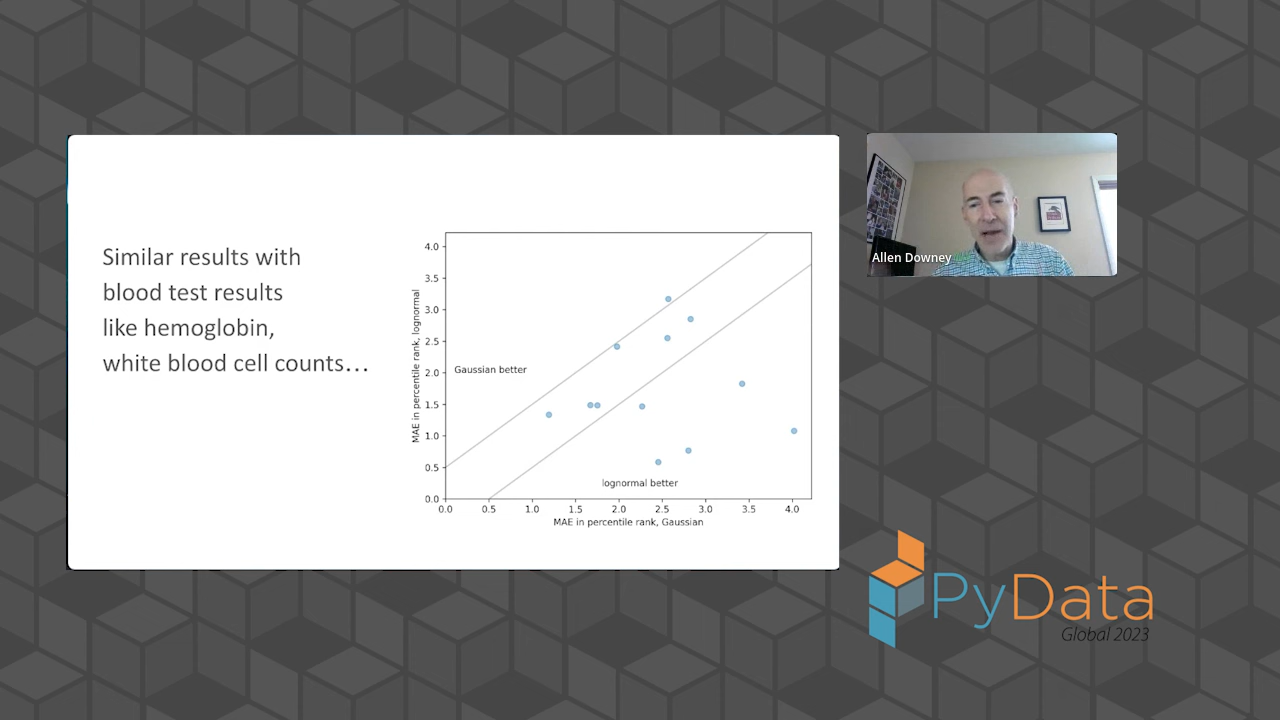 Similar results with
blood test results
like hemoglobin,
white blood cell counts…
MAE in percentile rank, lognormal
4.0
3.5
3.0
2.5
2.0
1.5
1.0
0.5
0.0
Gaussian better
lognormal better
0.0 0.5 1.0 1.5 2.0 2.5 3.0 3.5 4.0
MAE in percentile rank, Gaussian
Allen Downey
PyData
Global 2023